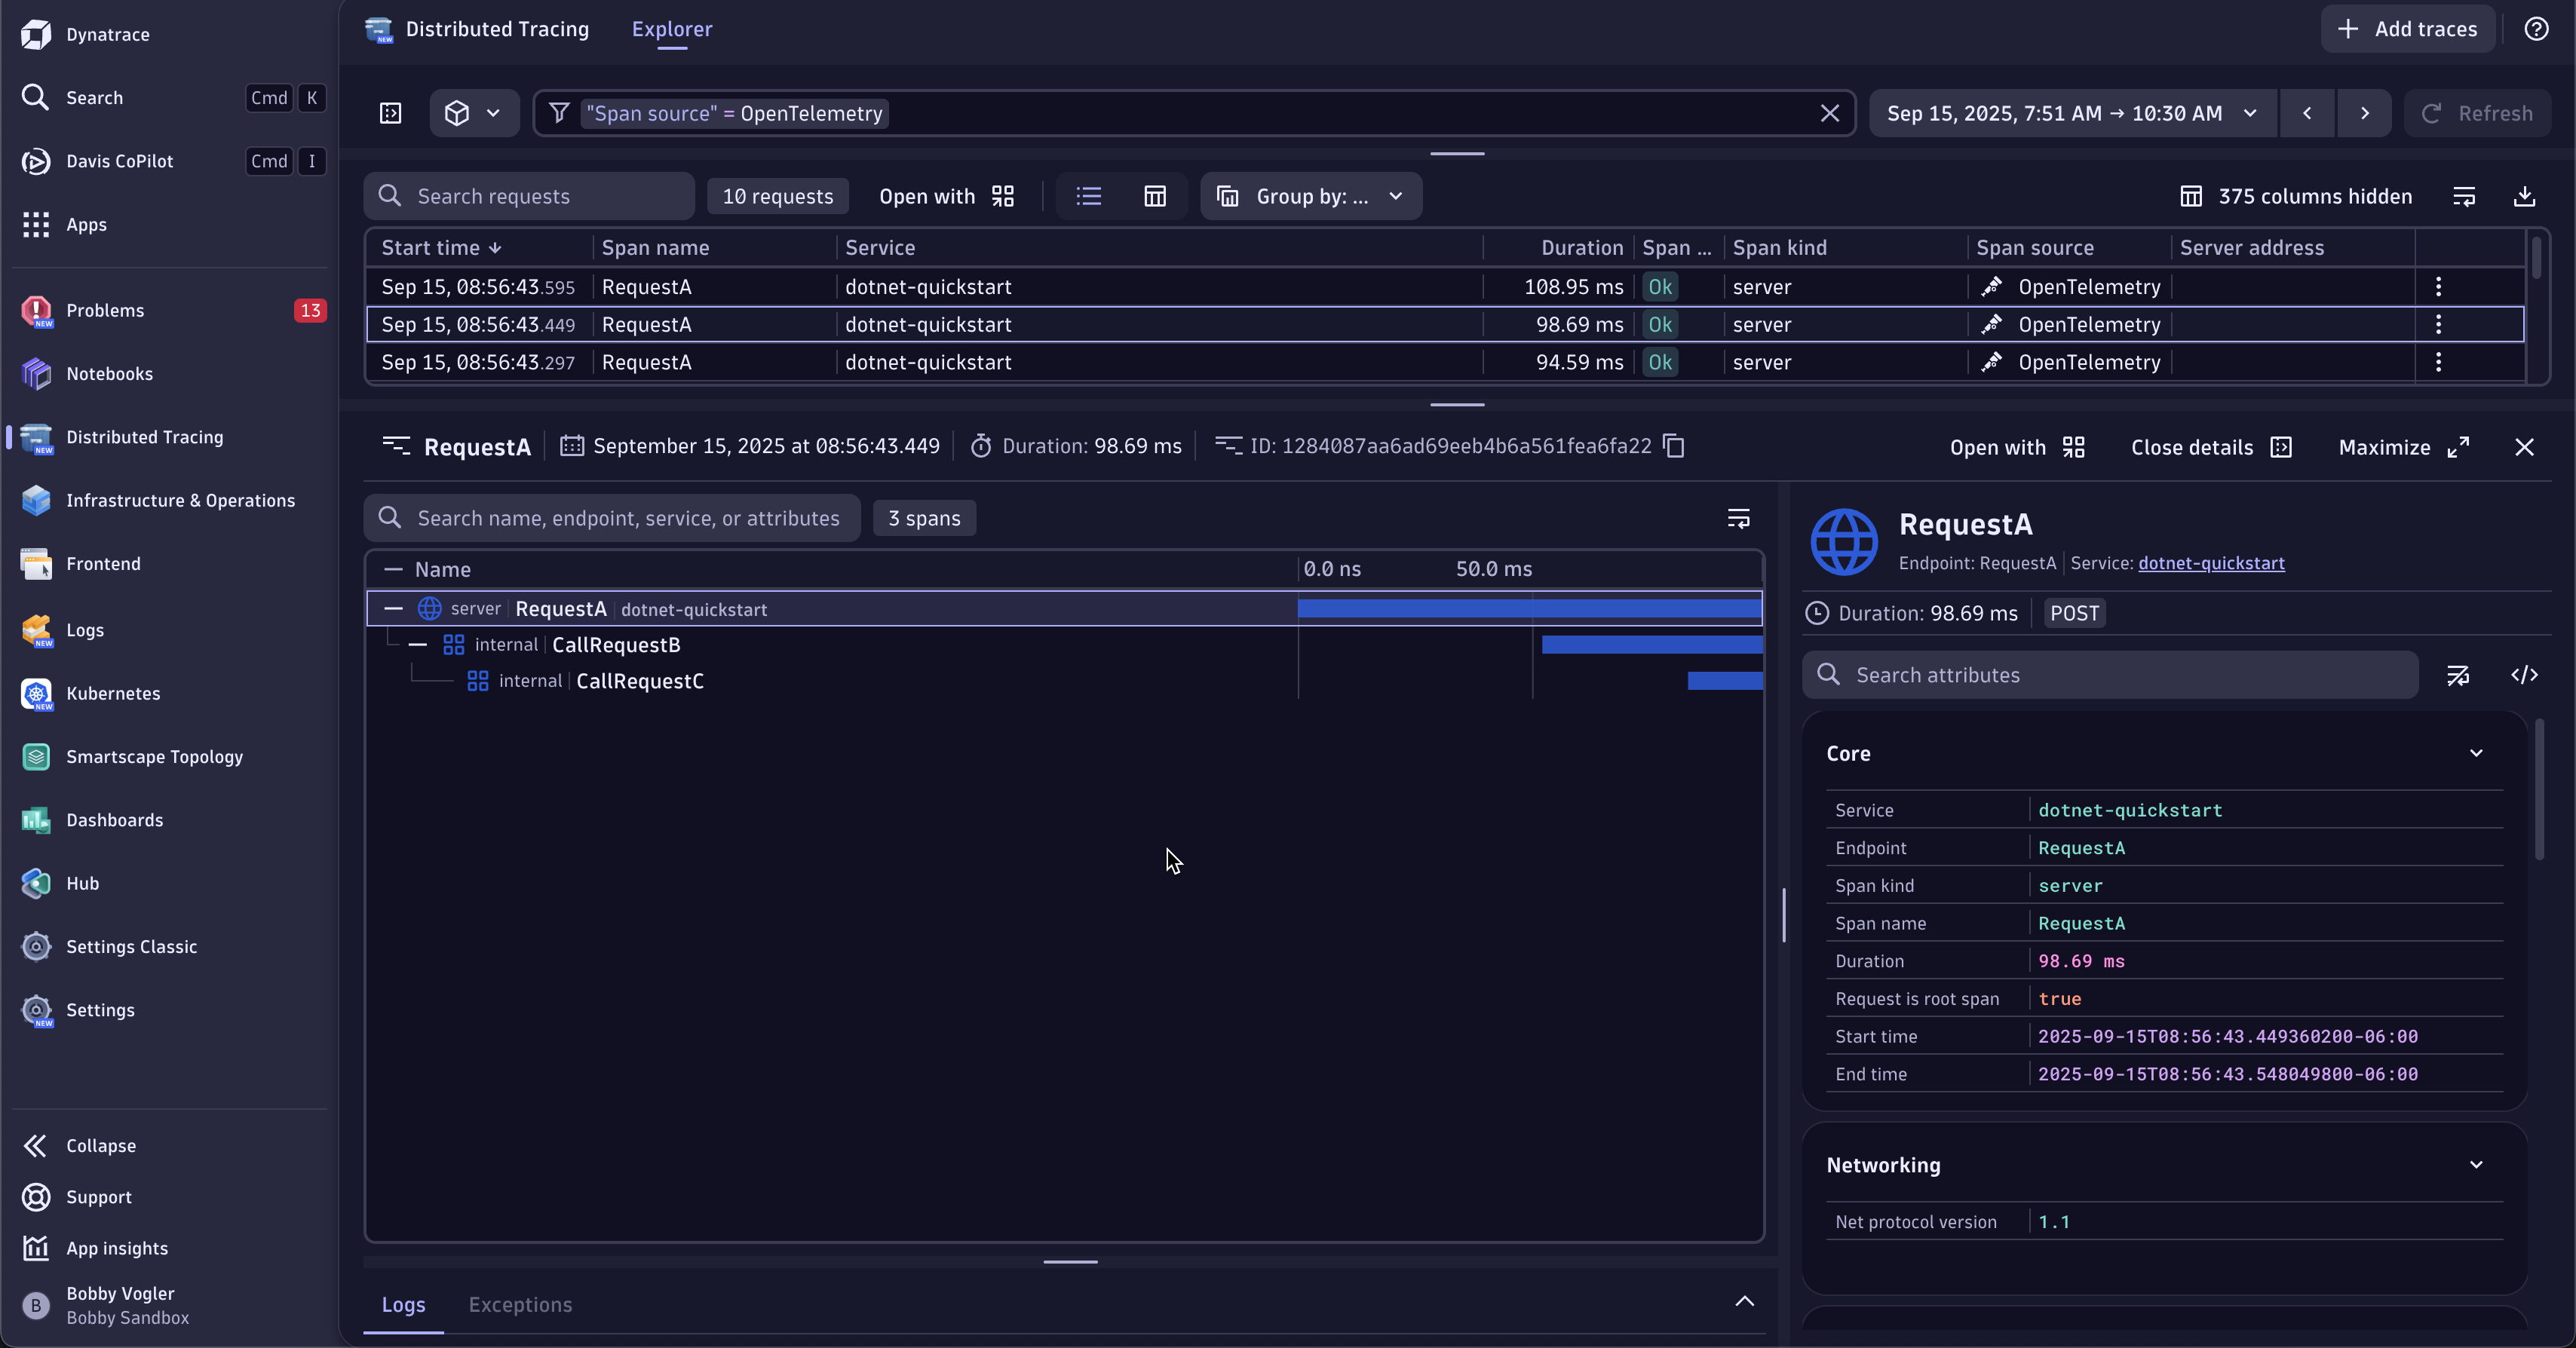 Dynatrace
Search Cmd K
Davis CoPilot Cmd I
Apps
Problems 13
NEW
Notebooks
Distributed Tracing
NEW
Infrastructure & Operations
Frontend
Logs
NEW
Kubernetes
NEW
Smartscape Topology
Dashboards
Hub
Settings Classic
Settings
NEW
Collapse
Support
App insights
B
Bobby Vogler
Bobby Sandbox
NEW
Distributed Tracing Explorer
Add traces
"Span source" = OpenTelemetry
Sep 15, 2025, 7:51 AM → 10:30 AM
Refresh
Search requests
10 requests
Open with
Group by: ...
375 columns hidden
Start time Span name Service Duration Span ... Span kind Span source Server address
Sep 15, 08:56:43.595 RequestA dotnet-quickstart 108.95 ms Ok server OpenTelemetry
Sep 15, 08:56:43.449 RequestA dotnet-quickstart 98.69 ms Ok server OpenTelemetry
Sep 15, 08:56:43.297 RequestA dotnet-quickstart 94.59 ms Ok server OpenTelemetry
RequestA September 15, 2025 at 08:56:43.449 Duration: 98.69 ms ID: 1284087aa6ad69eeb4b6a561fea6fa22
Open with Close details Maximize
Search name, endpoint, service, or attributes
3 spans
Name 0.0 ns 50.0 ms
server RequestA dotnet-quickstart
internal CallRequestB
internal CallRequestC
Logs Exceptions
RequestA
Endpoint: RequestA Service: dotnet-quickstart
Duration: 98.69 ms POST
Search attributes
</>
Core
Service dotnet-quickstart
Endpoint RequestA
Span kind server
Span name RequestA
Duration 98.69 ms
Request is root span true
Start time 2025-09-15T08:56:43.449360200-06:00
End time 2025-09-15T08:56:43.548049800-06:00
Networking
Net protocol version 1.1